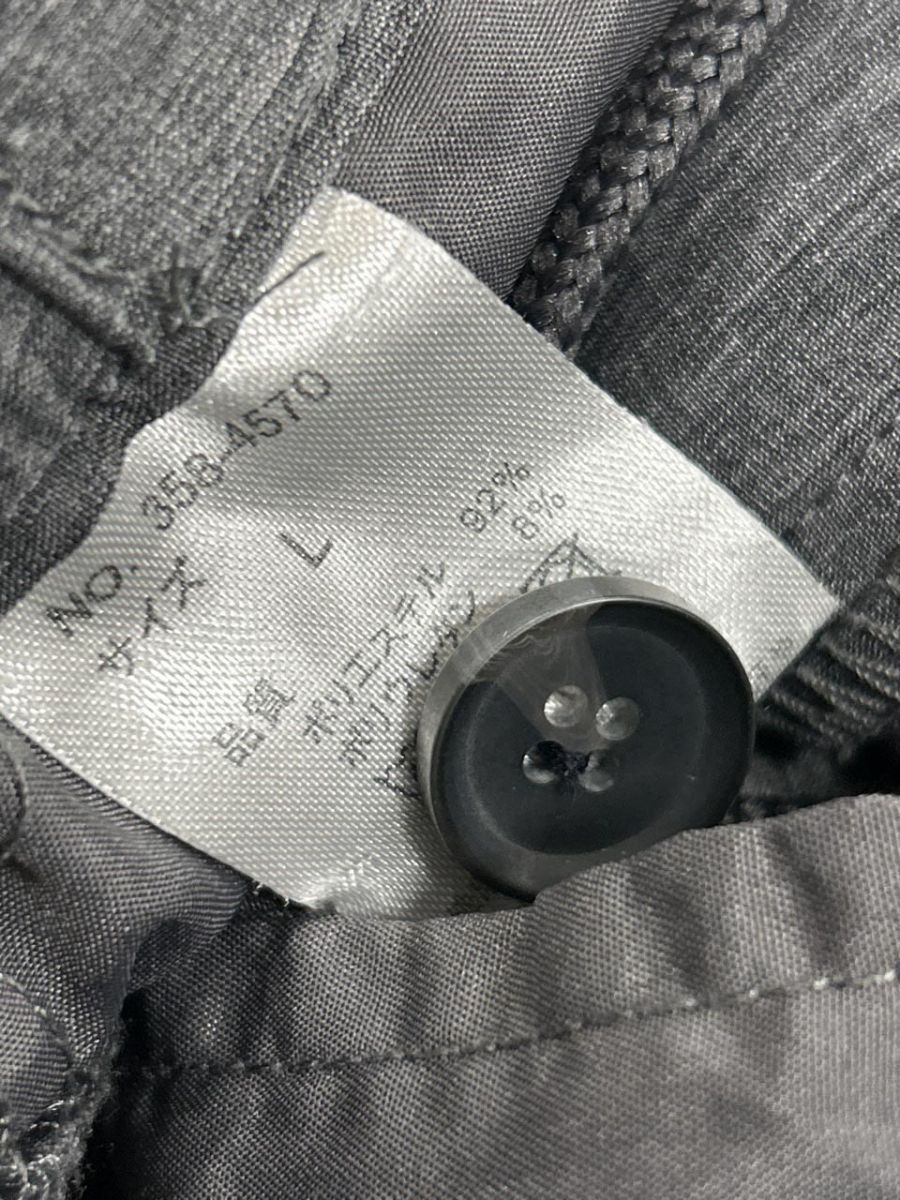 NO. 358-4570
サイズ L
品質 ポリエステル 92%
ポリウレタン 8%